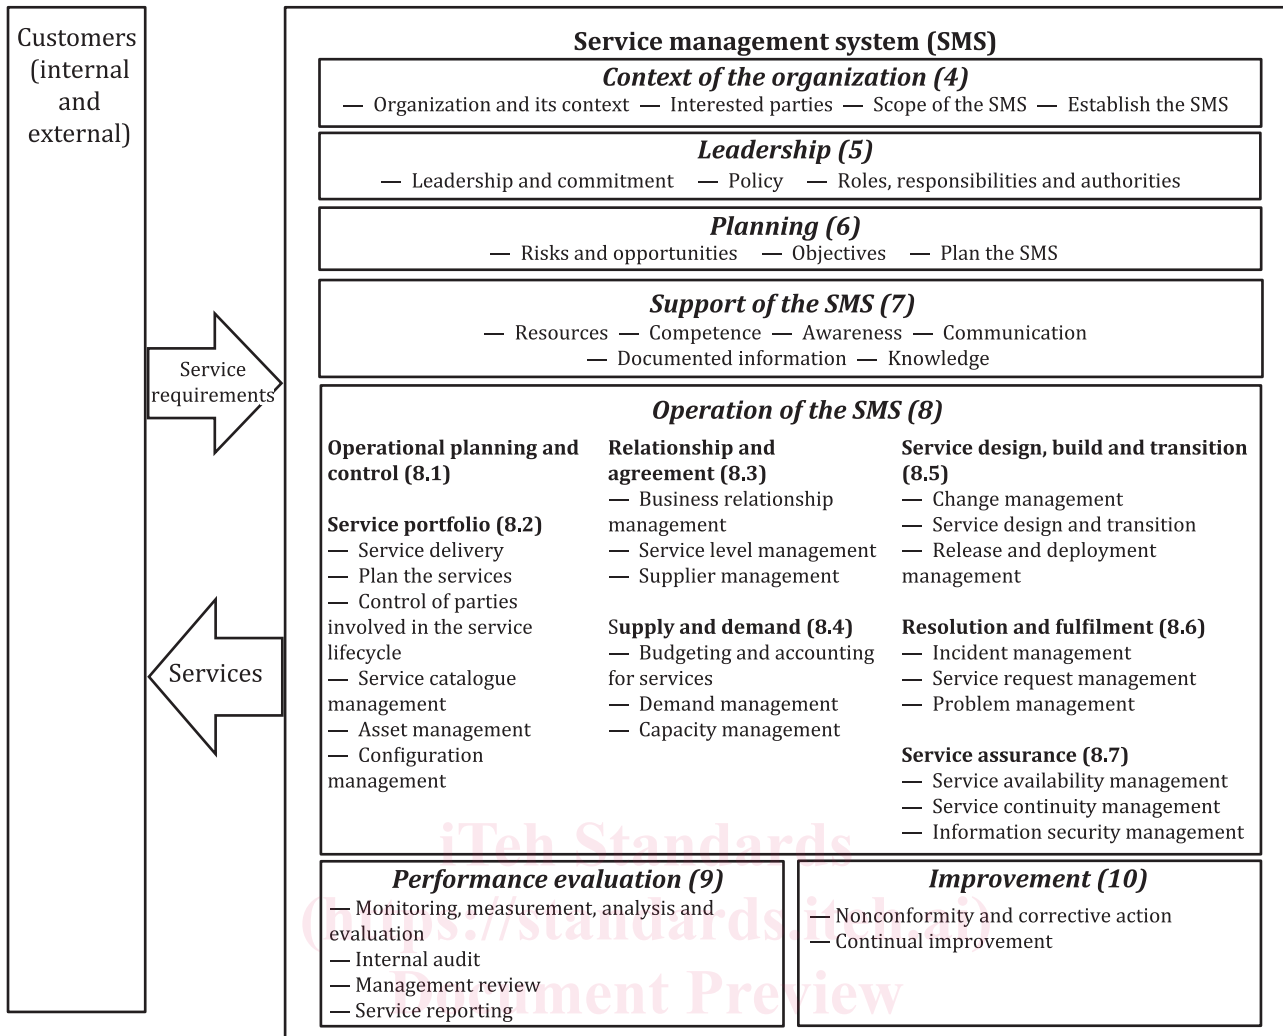 Customers
(internal
and
external)
Service
requirements
Services
Service management system (SMS)
Context of the organization (4)
— Organization and its context — Interested parties — Scope of the SMS — Establish the SMS
Leadership (5)
— Leadership and commitment — Policy — Roles, responsibilities and authorities
Planning (6)
— Risks and opportunities — Objectives — Plan the SMS
Support of the SMS (7)
— Resources — Competence — Awareness — Communication
— Documented information — Knowledge
Operation of the SMS (8)
Operational planning and
control (8.1)
Service portfolio (8.2)
— Service delivery
— Plan the services
— Control of parties
involved in the service
lifecycle
— Service catalogue
management
— Asset management
— Configuration
management
Relationship and
agreement (8.3)
— Business relationship
management
— Service level management
— Supplier management
Supply and demand (8.4)
— Budgeting and accounting
for services
— Demand management
— Capacity management
Service design, build and transition
(8.5)
— Change management
— Service design and transition
— Release and deployment
management
Resolution and fulfilment (8.6)
— Incident management
— Service request management
— Problem management
Service assurance (8.7)
— Service availability management
— Service continuity management
— Information security management
Performance evaluation (9)
— Monitoring, measurement, analysis and
evaluation
— Internal audit
— Management review
— Service reporting
Improvement (10)
— Nonconformity and corrective action
— Continual improvement
iTeh Standards
(https://standards.iteh.ai)
Document Preview